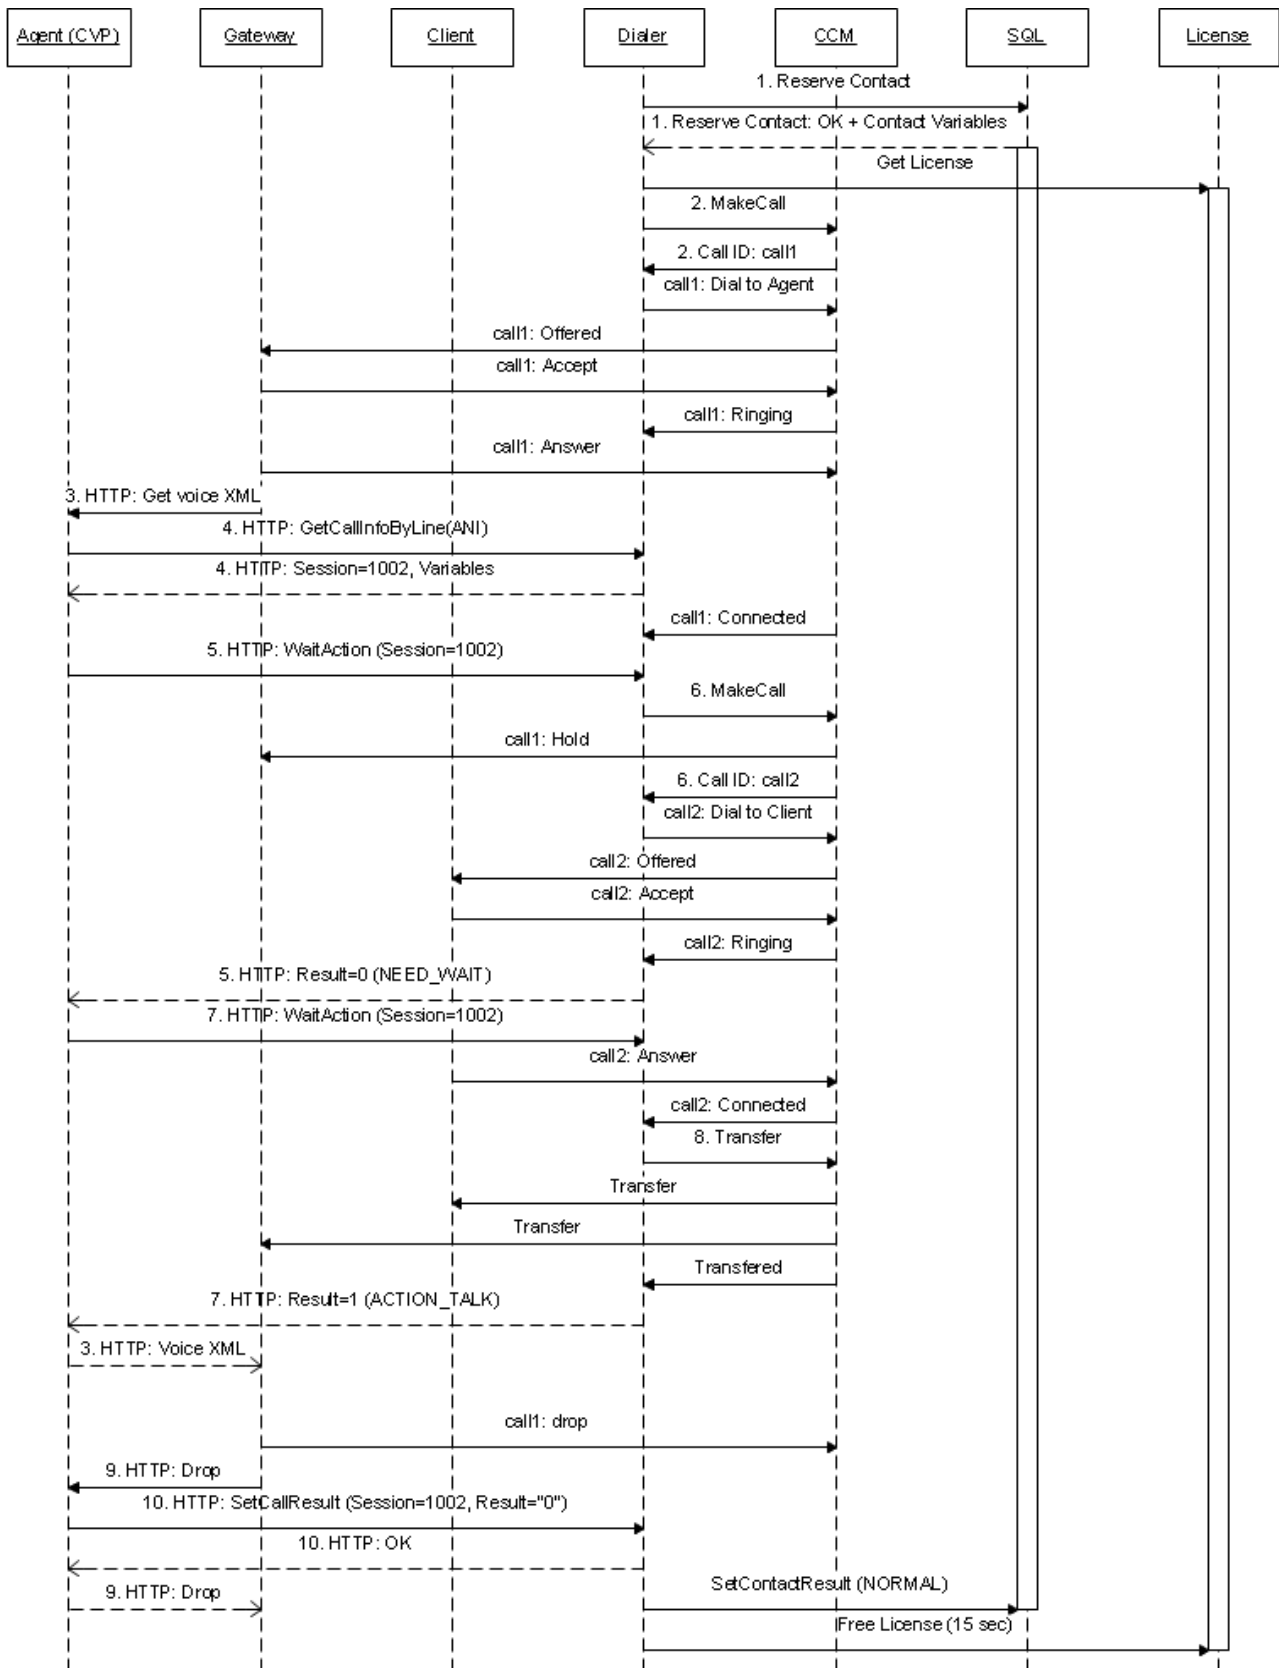 Agent (CVP)
Gateway
Client
Dialer
CCM
SQL
License
1. Reserve Contact
1. Reserve Contact: OK + Contact Variables
Get License
2. MakeCall
2. Call ID: call1
call1: Dial to Agent
call1: Offered
call1: Accept
call1: Ringing
call1: Answer
3. HTTP: Get voice XML
4. HTTP: GetCallInfoByLine(ANI)
4. HTTP: Session=1002, Variables
call1: Connected
5. HTTP: WaitAction (Session=1002)
6. MakeCall
call1: Hold
6. Call ID: call2
call2: Dial to Client
call2: Offered
call2: Accept
call2: Ringing
5. HTTP: Result=0 (NEED_WAIT)
7. HTTP: WaitAction (Session=1002)
call2: Answer
call2: Connected
8. Transfer
Transfer
Transfer
Transfered
7. HTTP: Result=1 (ACTION_TALK)
3. HTTP: Voice XML
call1: drop
9. HTTP: Drop
10. HTTP: SetCallResult (Session=1002, Result="0")
10. HTTP: OK
SetContactResult (NORMAL)
9. HTTP: Drop
Free License (15 sec)